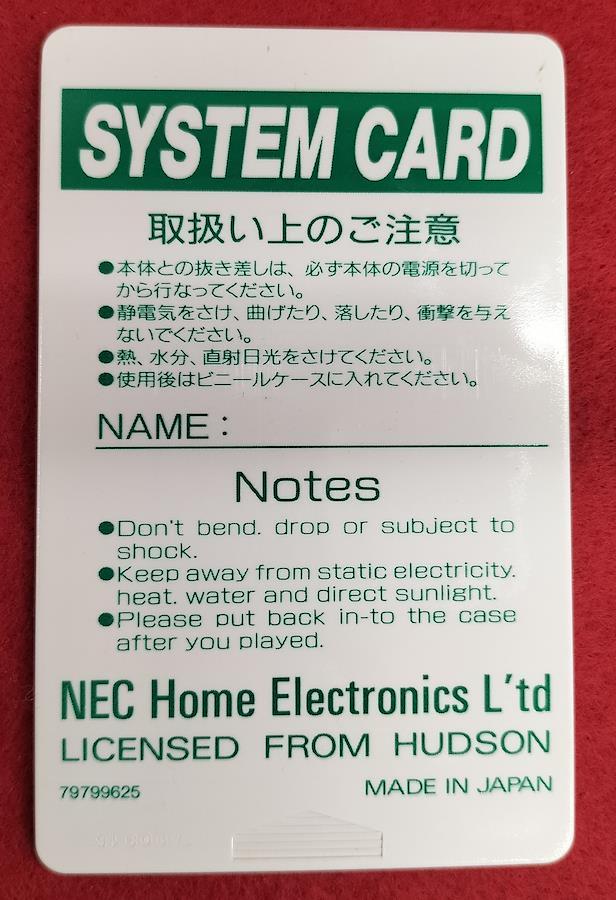 SYSTEM CARD
取扱い上のご注意
●本体との抜き差しは、必ず本体の電源を切って
から行なってください。
●静電気をさけ、曲げたり、落したり、衝撃を与え
ないでください。
●熱、水分、直射日光をさけてください。
●使用後はビニールケースに入れてください。
NAME :
Notes
●Don't bend. drop or subject to
shock.
●Keep away from static electricity.
heat. water and direct sunlight.
●Please put back in-to the case
after you played.
NEC Home Electronics L'td
LICENSED FROM HUDSON
79799625 MADE IN JAPAN